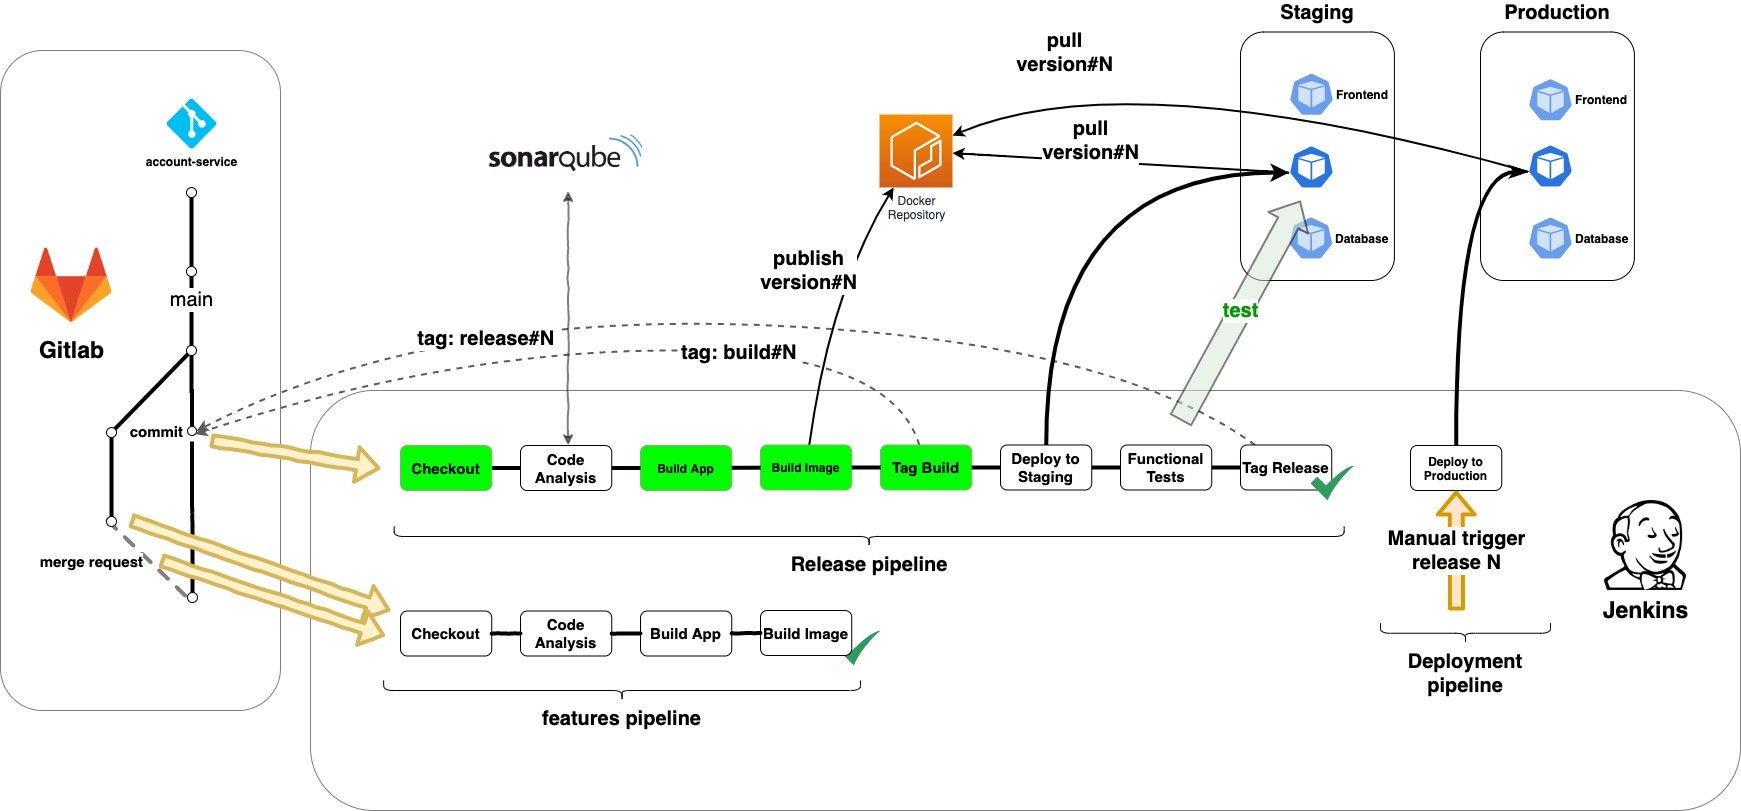 Staging
Production
pull
version#N
Frontend
Frontend
account-service
sonarqube
pull
version#N
Docker
Repository
Database
Database
publish
version#N
main
test
Gitlab
tag: release#N
tag: build#N
commit
Checkout
Code
Analysis
Build App
Build Image
Tag Build
Deploy to
Staging
Functional
Tests
Tag Release
Deploy to
Production
merge request
Release pipeline
Manual trigger
release N
Jenkins
Checkout
Code
Analysis
Build App
Build Image
Deployment
pipeline
features pipeline